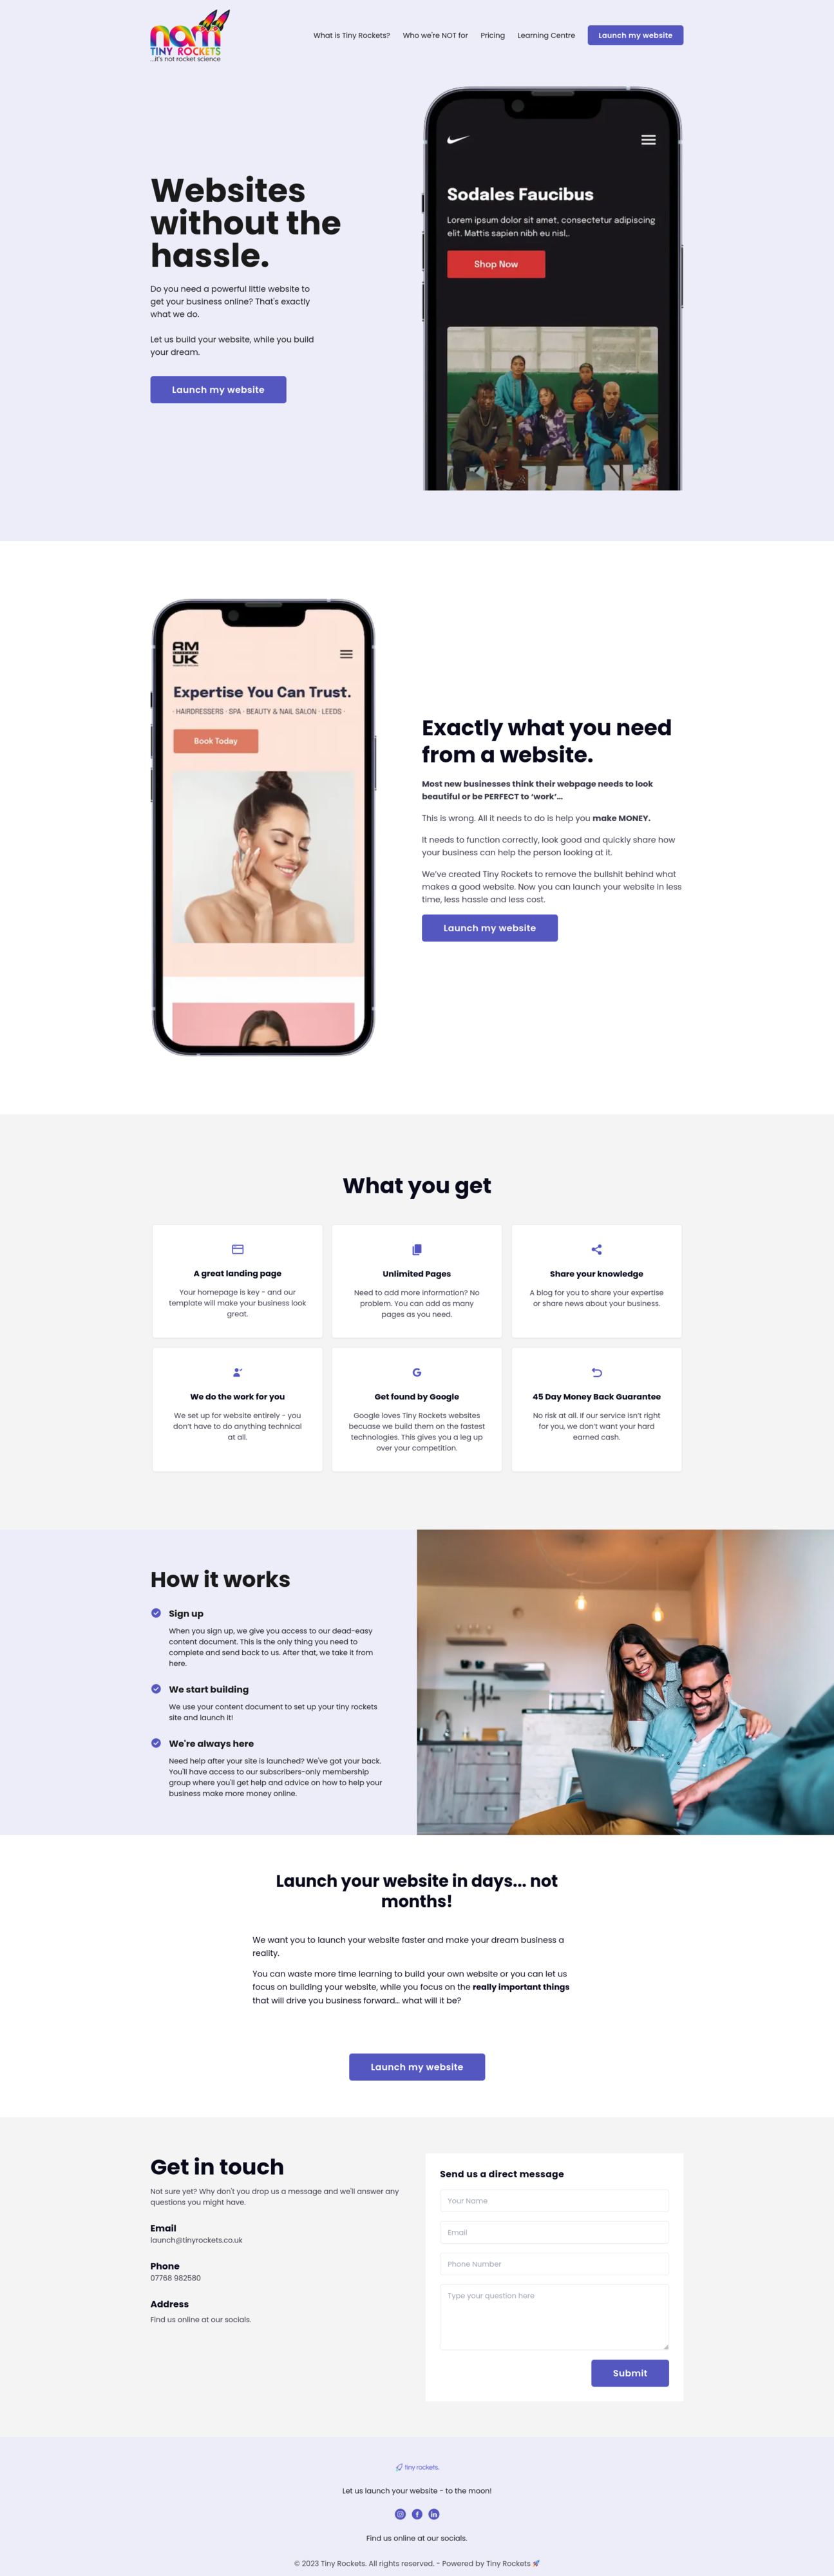 nam
TINY ROCKETS
...it's not rocket science
What is Tiny Rockets?
Who we're NOT for
Pricing
Learning Centre
Launch my website
Websites
without the
hassle.
Do you need a powerful little website to
get your business online? That's exactly
what we do.
Let us build your website, while you build
your dream.
Launch my website
Sodales Faucibus
Lorem ipsum dolor sit amet, consectetur adipiscing
elit. Mattis sapien nibh eu nisl,.
Shop Now
UK
Expertise You Can Trust.
· HAIRDRESSERS · SPA · BEAUTY & NAIL SALON · LEEDS ·
Book Today
Exactly what you need
from a website.
Most new businesses think their webpage needs to look
beautiful or be PERFECT to 'work'...
This is wrong. All it needs to do is help you make MONEY.
It needs to function correctly, look good and quickly share how
your business can help the person looking at it.
We've created Tiny Rockets to remove the bullshit behind what
makes a good website. Now you can launch your website in less
time, less hassle and less cost.
Launch my website
What you get
A great landing page
Your homepage is key - and our
template will make your business look
great.
Unlimited Pages
Need to add more information? No
problem. You can add as many
pages as you need.
Share your knowledge
A blog for you to share your expertise
or share news about your business.
We do the work for you
We set up for website entirely - you
don't have to do anything technical
at all.
Get found by Google
Google loves Tiny Rockets websites
becuase we build them on the fastest
technologies. This gives you a leg up
over your competition.
45 Day Money Back Guarantee
No risk at all. If our service isn't right
for you, we don't want your hard
earned cash.
How it works
Sign up
When you sign up, we give you access to our dead-easy
content document. This is the only thing you need to
complete and send back to us. After that, we take it from
here.
We start building
We use your content document to set up your tiny rockets
site and launch it!
We're always here
Need help after your site is launched? We've got your back.
You'll have access to our subscribers-only membership
group where you'll get help and advice on how to help your
business make more money online.
Launch your website in days... not
months!
We want you to launch your website faster and make your dream business a
reality.
You can waste more time learning to build your own website or you can let us
focus on building your website, while you focus on the really important things
that will drive you business forward... what will it be?
Launch my website
Get in touch
Not sure yet? Why don't you drop us a message and we'll answer any
questions you might have.
Email
launch@tinyrockets.co.uk
Phone
07768 982580
Address
Find us online at our socials.
Send us a direct message
Your Name
Email
Phone Number
Type your question here
Submit
tiny rockets.
Let us launch your website - to the moon!
Find us online at our socials.
© 2023 Tiny Rockets. All rights reserved. - Powered by Tiny Rockets 🚀